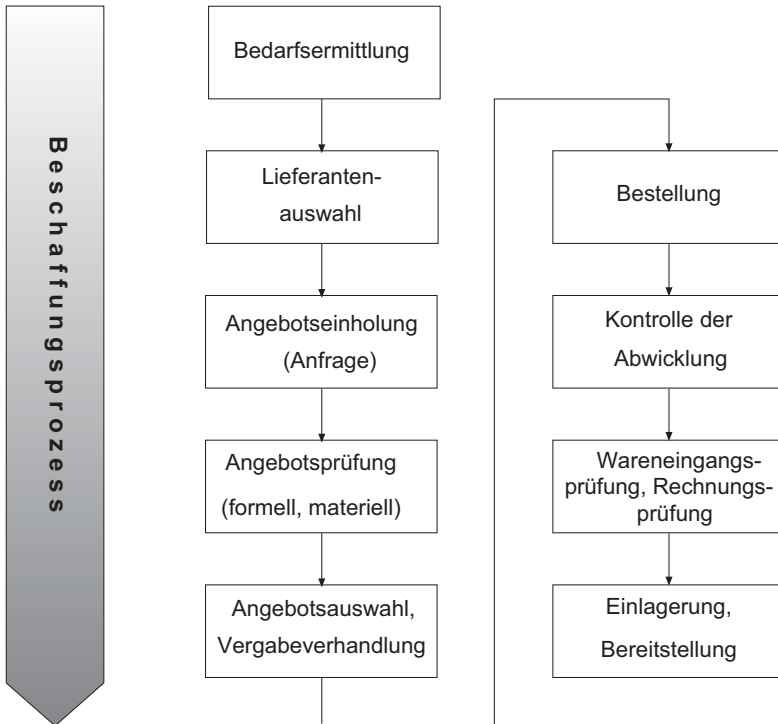 Beschaffungsprozess
Bedarfsermittlung
Lieferanten-
auswahl
Angebotseinholung
(Anfrage)
Angebotsprüfung
(formell, materiell)
Angebotsauswahl,
Vergabeverhandlung
Bestellung
Kontrolle der
Abwicklung
Wareneingangs-
prüfung, Rechnungs-
prüfung
Einlagerung,
Bereitstellung